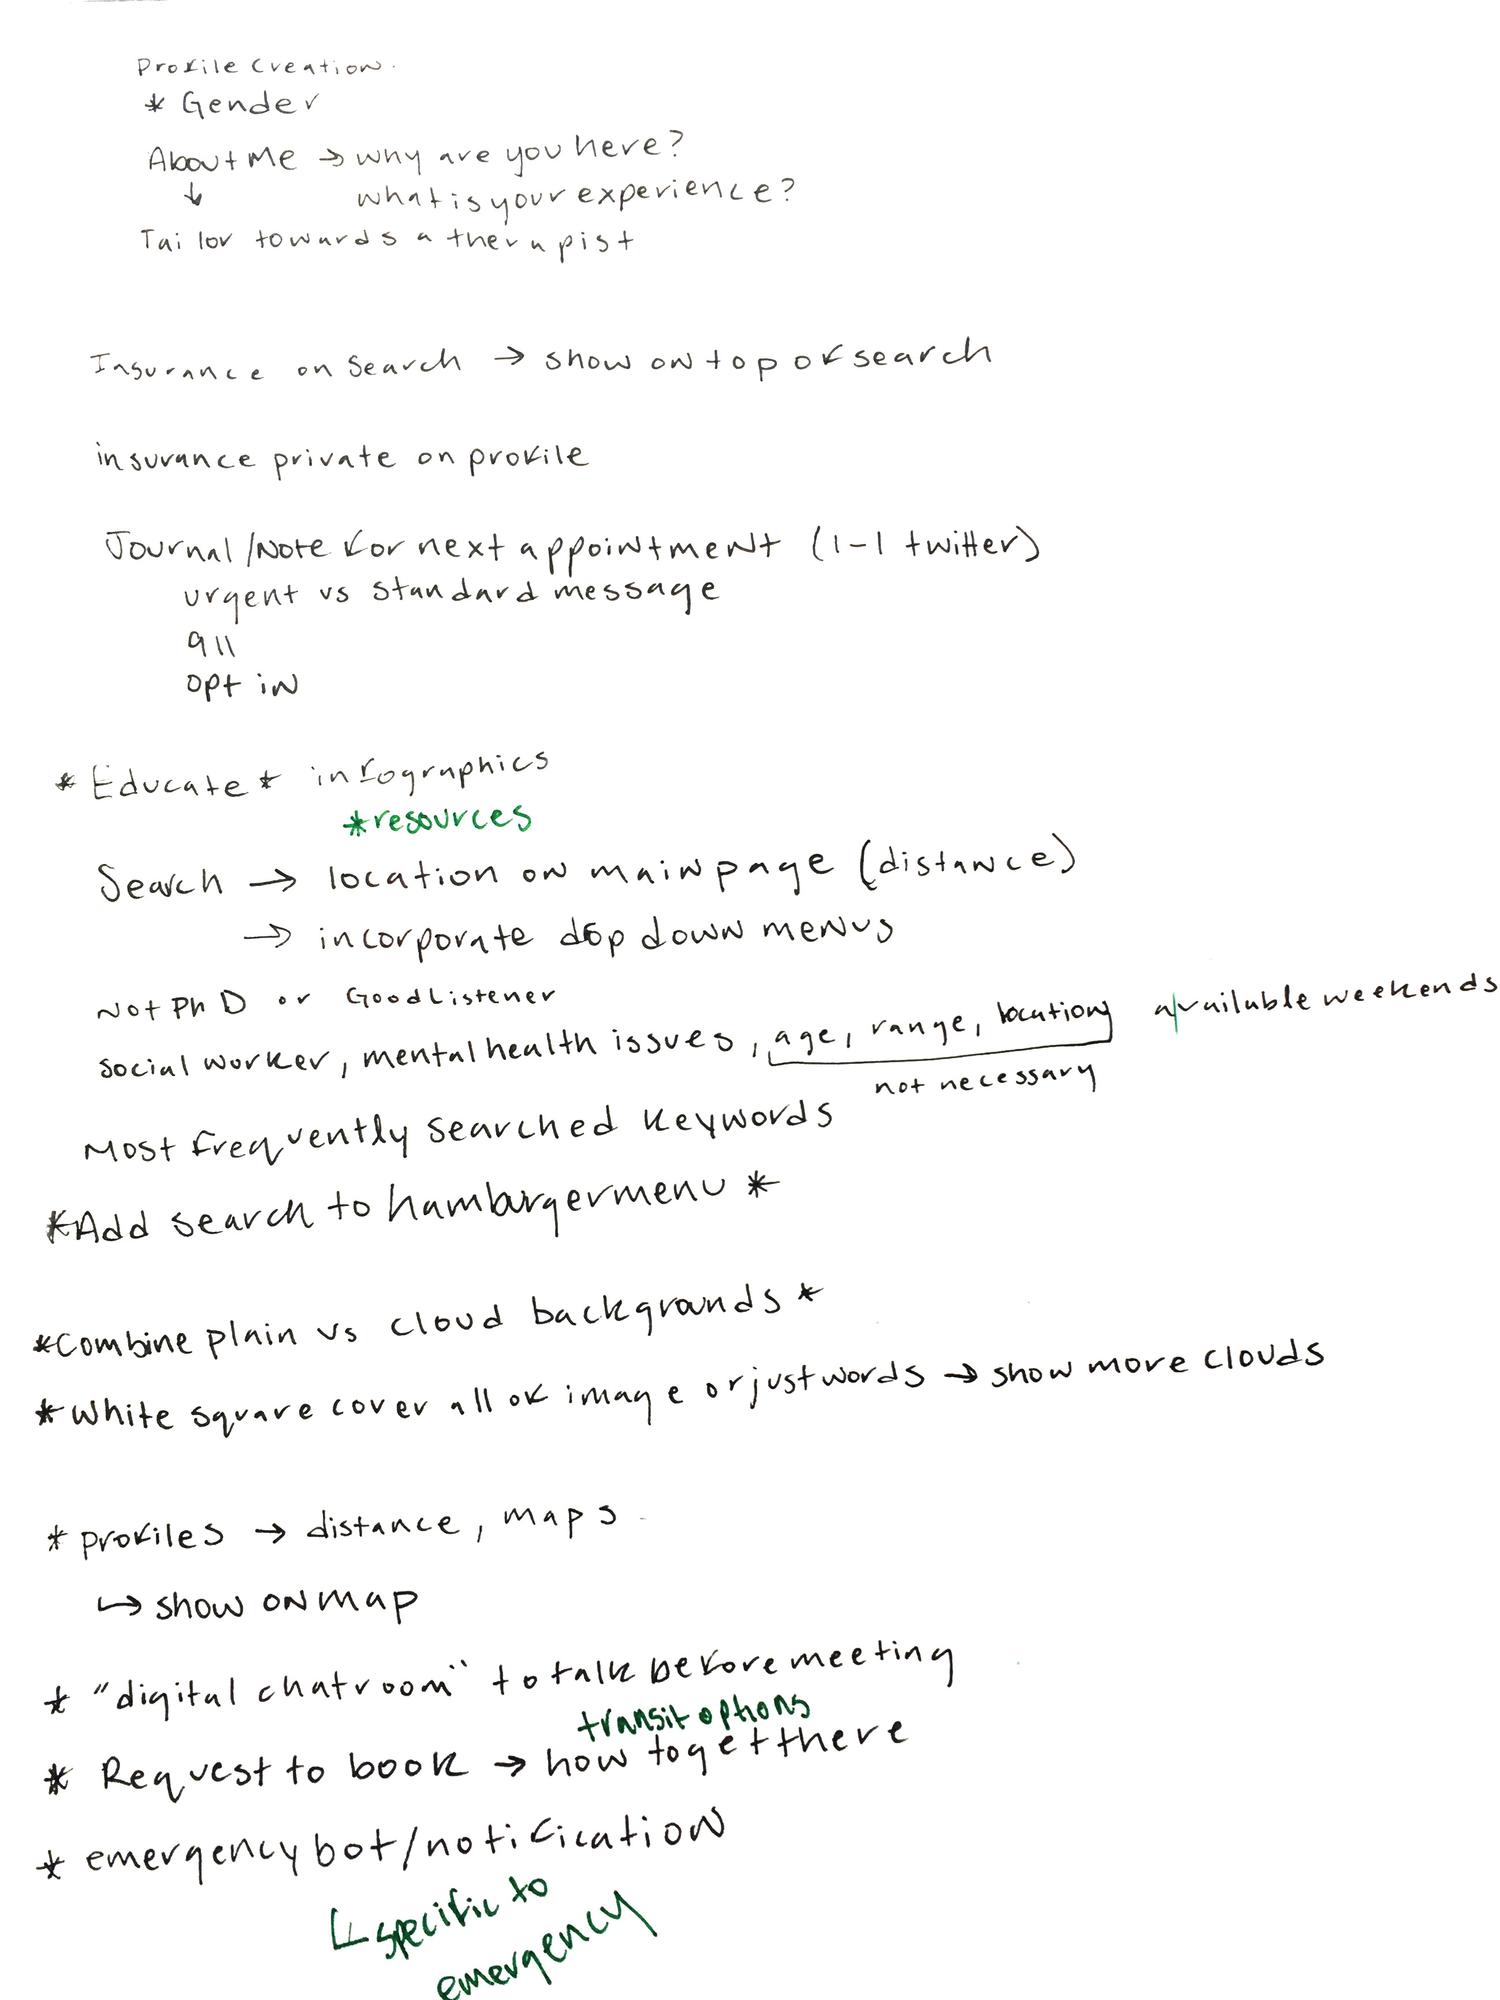 Profile Creation.
* Gender
About Me → why are you here?
↓ what is your experience?
Tailor towards a therapist
Insurance on Search → show on top of search
insurance private on profile
Journal/Note for next appointment (1-1 twitter)
urgent vs standard message
911
opt in
* Educate * infographics
* resources
Search → location on main page (distance)
→ incorporate dop down menus
Not PhD or Good Listener
social worker, mental health issues, age, range, location, available weekends
not necessary
Most frequently searched keywords
* Add search to hamburger menu *
* Combine plain vs cloud backgrounds *
* White square cover all of image or just words → show more clouds
* profiles → distance, maps
↳ show on map
* "digital chatroom" to talk before meeting
transit options
* Request to book → how to get there
* emergency bot/notification
↳ specific to
emergency